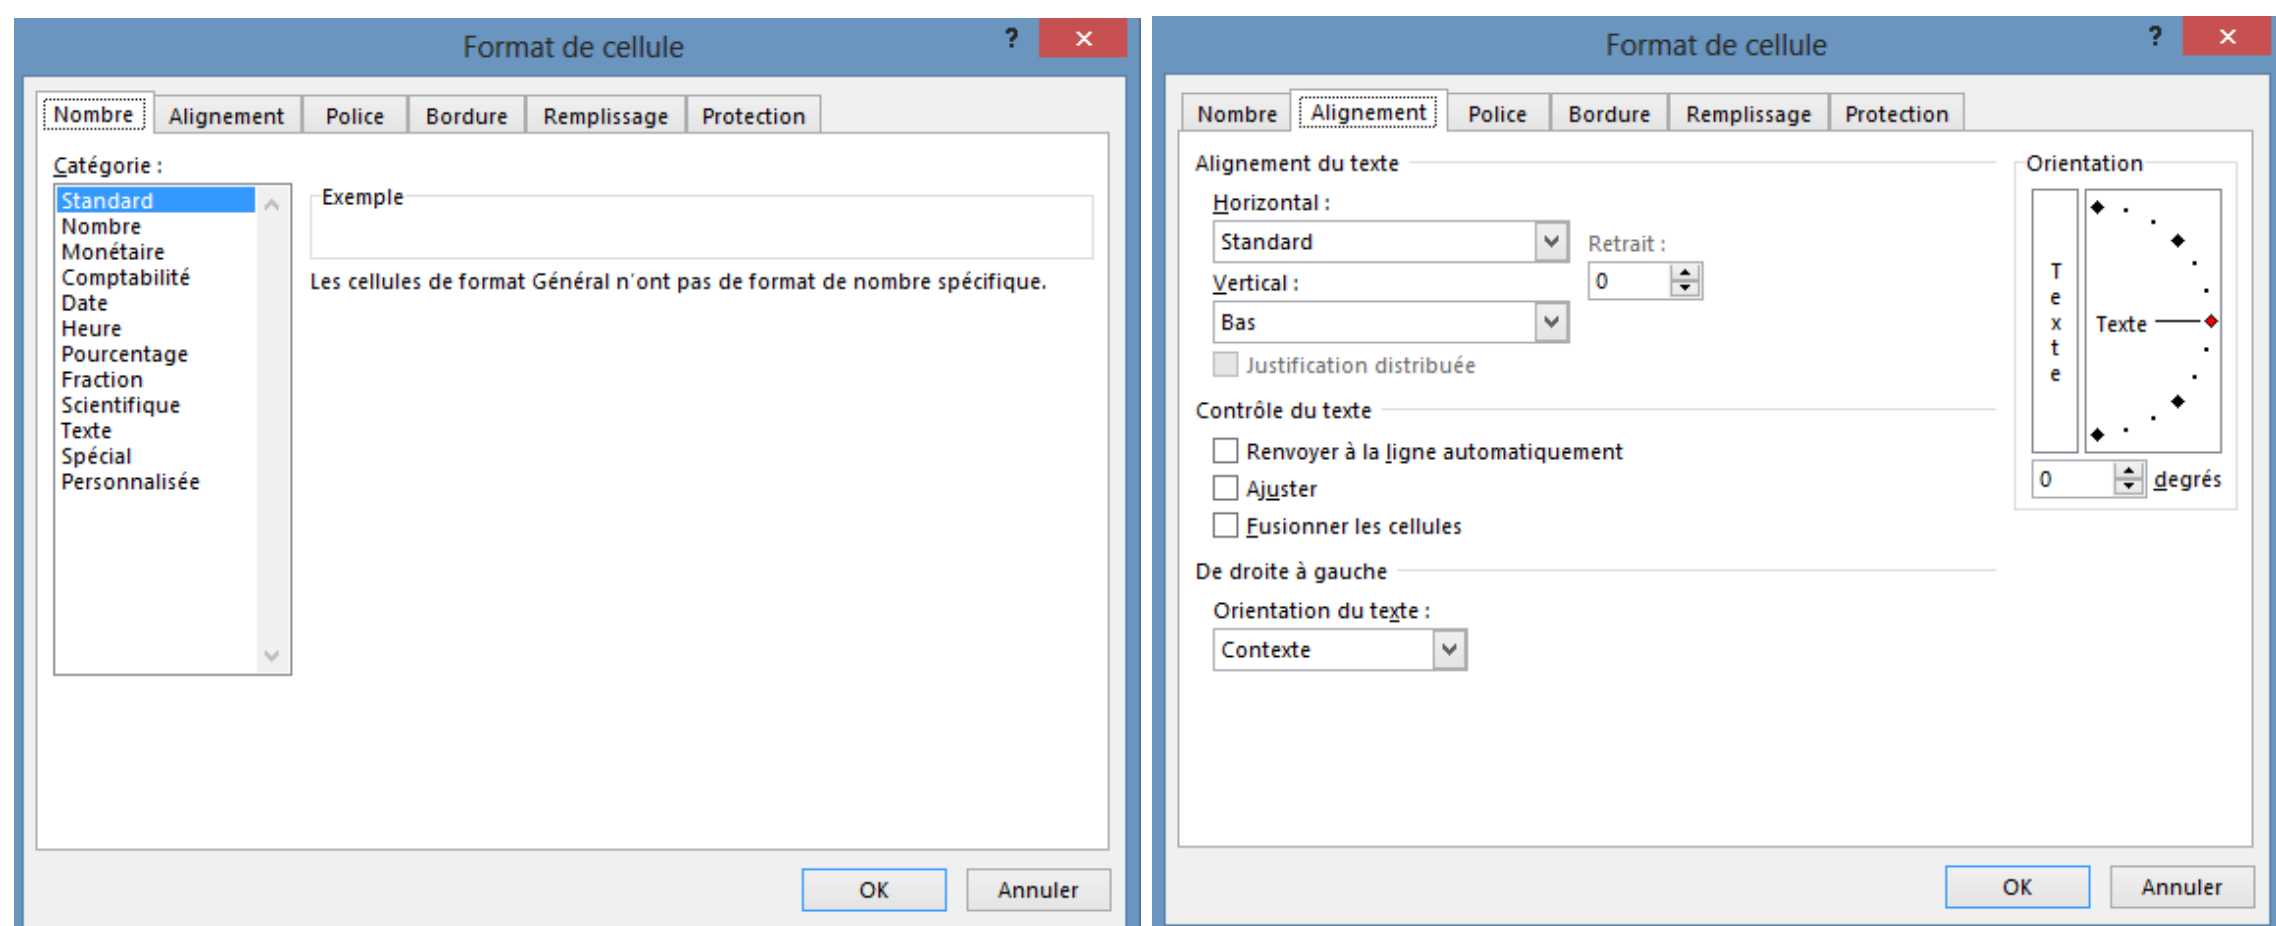 Format de cellule
?
×
Nombre Alignement Police Bordure Remplissage Protection
Catégorie :
Standard
Nombre
Monétaire
Comptabilité
Date
Heure
Pourcentage
Fraction
Scientifique
Texte
Spécial
Personnalisée
Exemple
Les cellules de format Général n'ont pas de format de nombre spécifique.
OK Annuler
Format de cellule
?
×
Nombre Alignement Police Bordure Remplissage Protection
Alignement du texte
Horizontal :
Standard
Retrait :
0
Vertical :
Bas
Justification distribuée
Contrôle du texte
Renvoyer à la ligne automatiquement
Ajuster
Fusionner les cellules
De droite à gauche
Orientation du texte :
Contexte
Orientation
Texte
Texte
0 degrés
OK Annuler